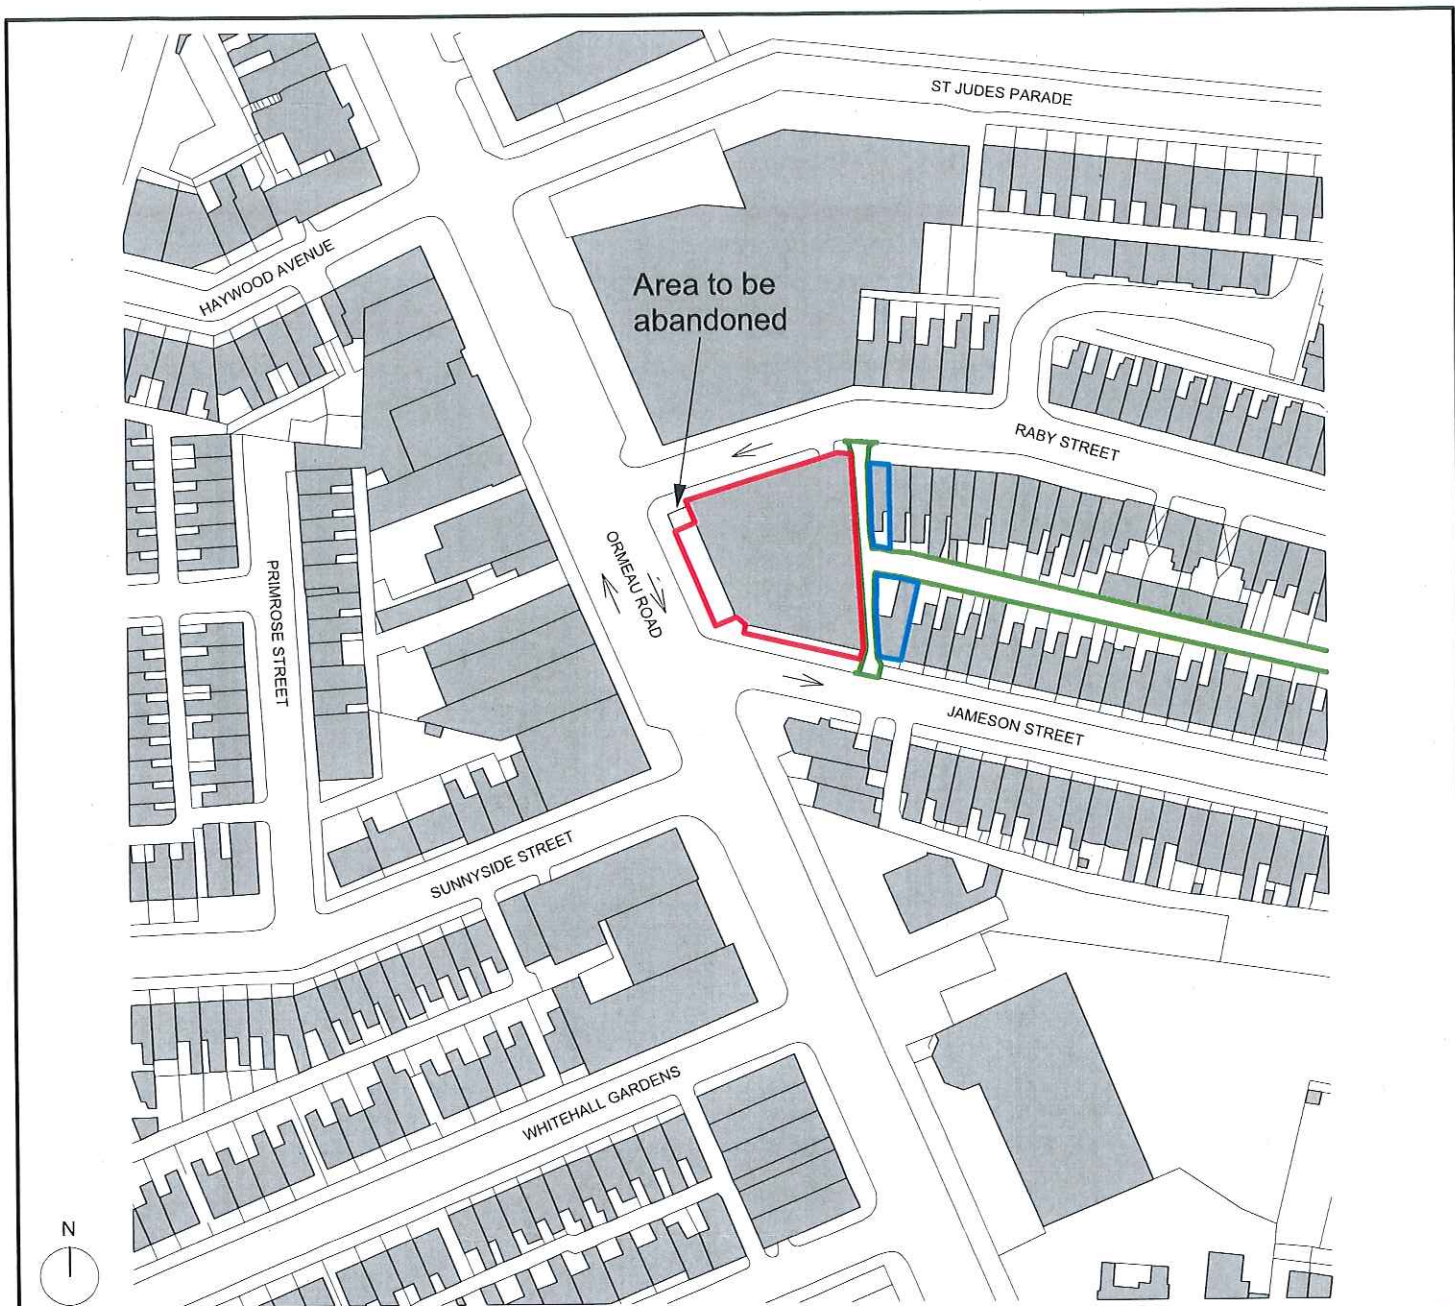 ST JUDES PARADE
HAYWOOD AVENUE
Area to be
abandoned
RABY STREET
ORMEAU ROAD
PRIMROSE STREET
JAMESON STREET
SUNNYSIDE STREET
WHITEHALL GARDENS
N